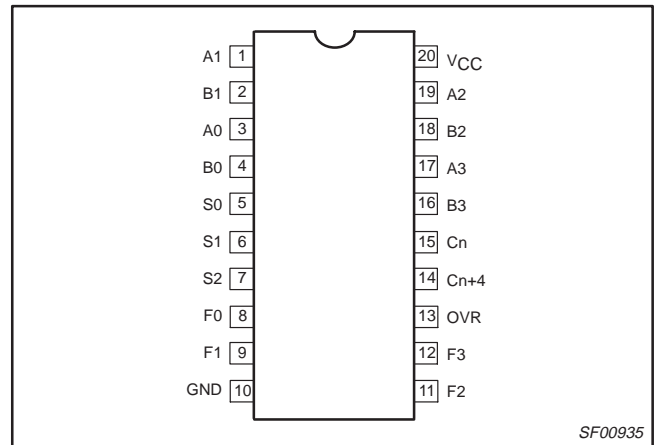 A1 1 20 VCC
B1 2 19 A2
A0 3 18 B2
B0 4 17 A3
S0 5 16 B3
S1 6 15 Cn
S2 7 14 Cn+4
F0 8 13 OVR
F1 9 12 F3
GND 10 11 F2
SF00935